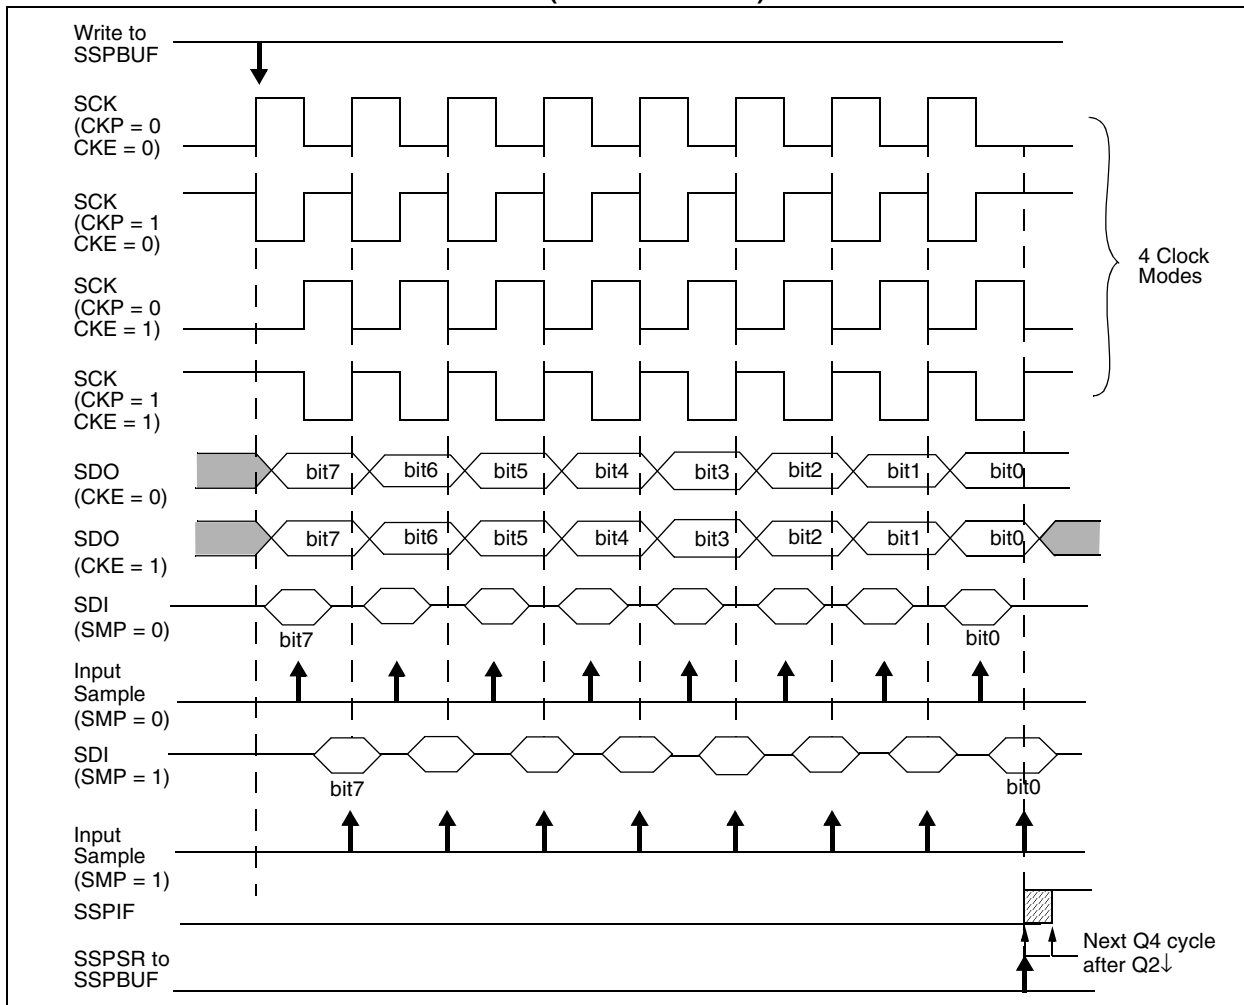 Write to
SSPBUF
SCK
(CKP = 0
CKE = 0)
SCK
(CKP = 1
CKE = 0)
4 Clock
Modes
SCK
(CKP = 0
CKE = 1)
SCK
(CKP = 1
CKE = 1)
SDO
(CKE = 0)
bit7 bit6 bit5 bit4 bit3 bit2 bit1 bit0
SDO
(CKE = 1)
bit7 bit6 bit5 bit4 bit3 bit2 bit1 bit0
SDI
(SMP = 0)
bit7 bit0
Input
Sample
(SMP = 0)
SDI
(SMP = 1)
bit7 bit0
Input
Sample
(SMP = 1)
SSPIF
Next Q4 cycle
after Q2↓
SSPSR to
SSPBUF